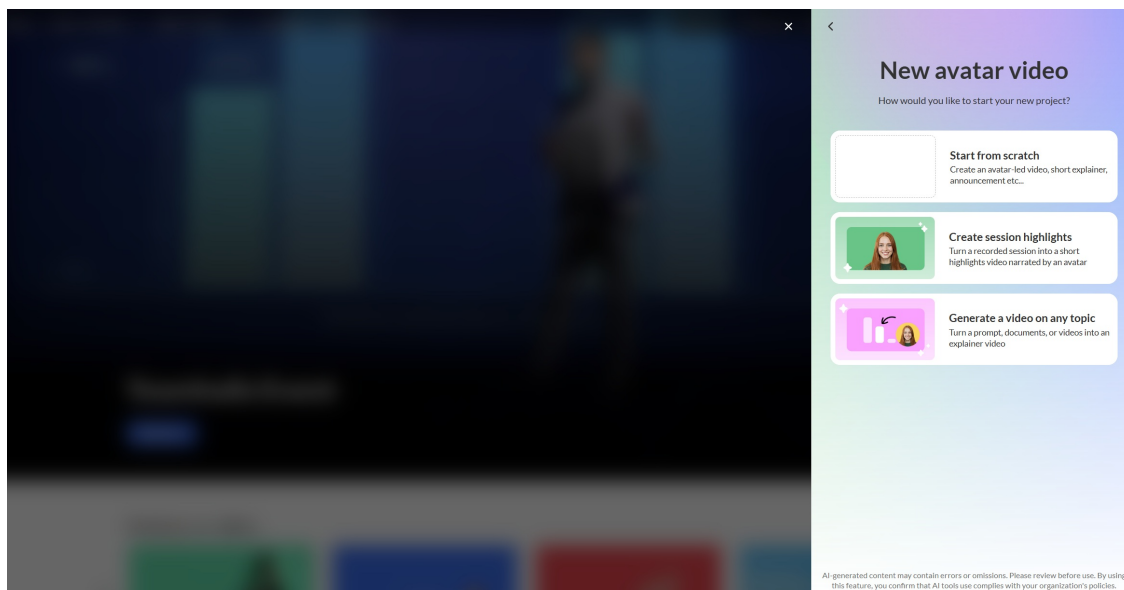 New avatar video
How would you like to start your new project?
Start from scratch
Create an avatar-led video, short explainer,
announcement etc...
Create session highlights
Turn a recorded session into a short
highlights video narrated by an avatar
Generate a video on any topic
Turn a prompt, documents, or videos into an
explainer video
AI-generated content may contain errors or omissions. Please review before use. By using
this feature, you confirm that AI tools use complies with your organization's policies.